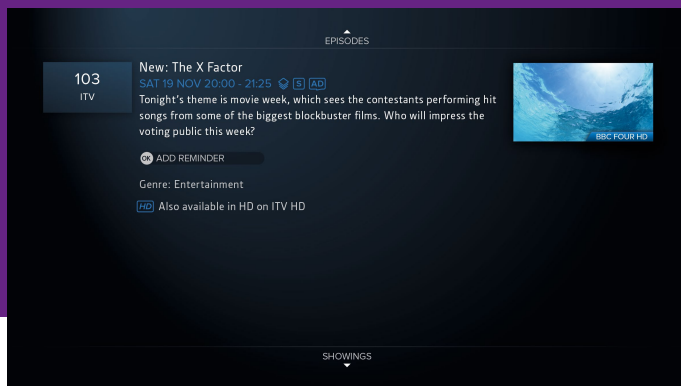 EPISODES
103
ITV
New: The X Factor
SAT 19 NOV 20:00 - 21:25 S AD
Tonight's theme is movie week, which sees the contestants performing hit
songs from some of the biggest blockbuster films. Who will impress the
voting public this week?
BBC FOUR HD
OK ADD REMINDER
Genre: Entertainment
HD Also available in HD on ITV HD
SHOWINGS